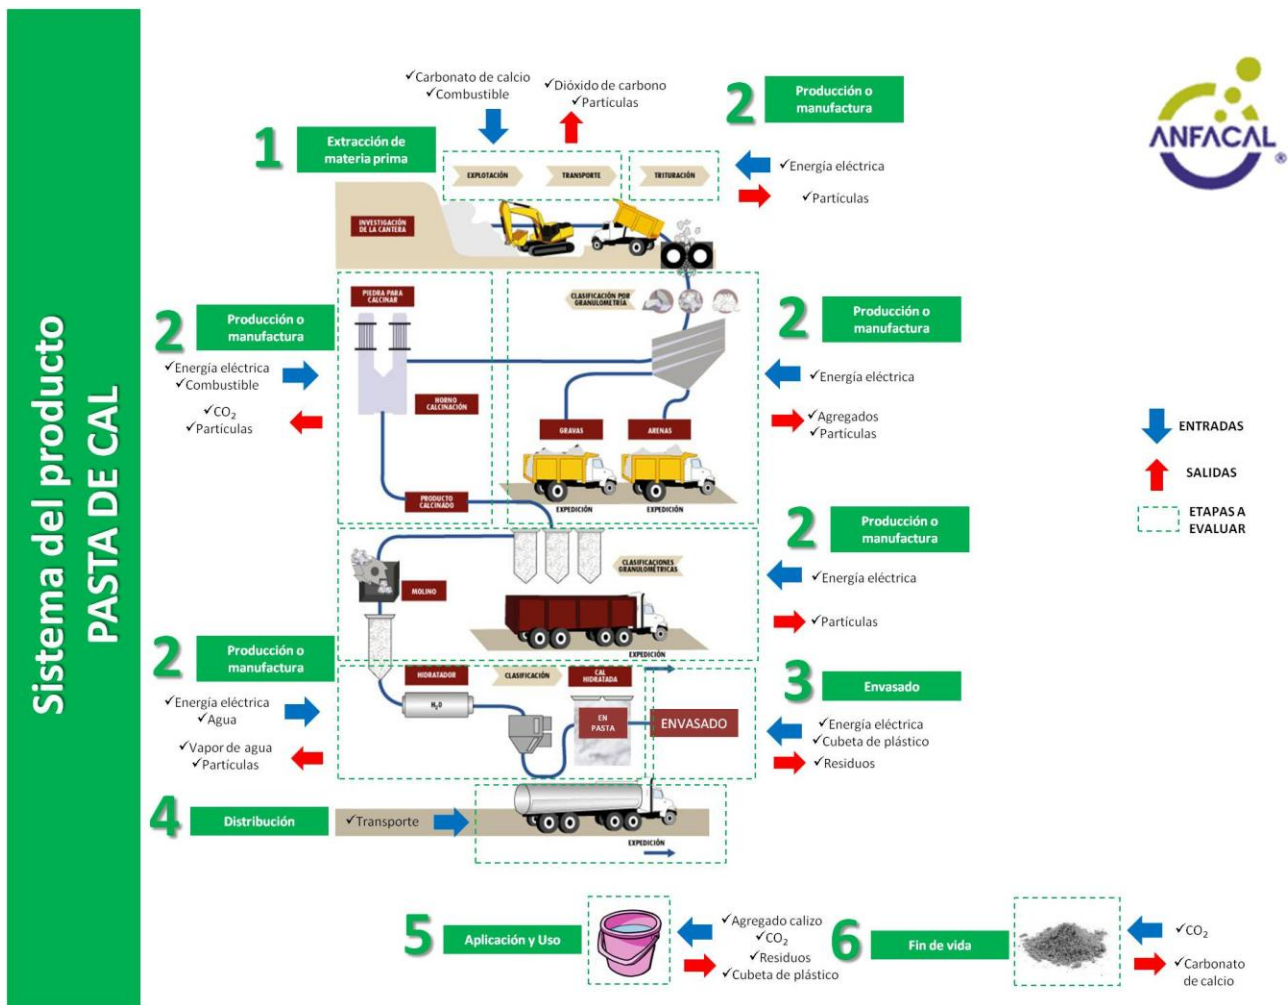 Sistema del producto
PASTA DE CAL
✓Carbonato de calcio
✓Combustible
✓Dióxido de carbono
✓Partículas
2
Producción o
manufactura
ANFACAL
®
1
Extracción de
materia prima
EXPLOTACIÓN
TRANSPORTE
TRITURACIÓN
✓Energía eléctrica
✓Partículas
INVESTIGACIÓN
DE LA CANTERA
PIEDRA PARA
CALCINAR
CLASIFICACIÓN POR
GRANULOMETRÍA
2
Producción o
manufactura
✓Energía eléctrica
✓Combustible
✓CO₂
✓Partículas
HORNO
CALCINACIÓN
2
Producción o
manufactura
✓Energía eléctrica
✓Agregados
✓Partículas
GRAVAS
ARENAS
EXPEDICIÓN
EXPEDICIÓN
PRODUCTO
CALCINADO
ENTRADAS
SALIDAS
ETAPAS A
EVALUAR
2
Producción o
manufactura
✓Energía eléctrica
✓Partículas
CLASIFICACIONES
GRANULOMÉTRICAS
MOLINO
EXPEDICIÓN
2
Producción o
manufactura
✓Energía eléctrica
✓Agua
✓Vapor de agua
✓Partículas
HIDRATADOR
CLASIFICACIÓN
CAL
HIDRATADA
H₂O
EN
PASTA
ENVASADO
3
Envasado
✓Energía eléctrica
✓Cubeta de plástico
✓Residuos
4
Distribución
✓Transporte
EXPEDICIÓN
5
Aplicación y Uso
✓Agregado calizo
✓CO₂
✓Residuos
✓Cubeta de plástico
6
Fin de vida
✓CO₂
✓Carbonato
de calcio